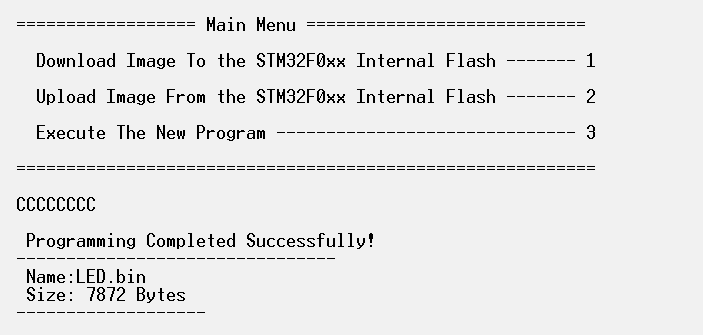 ================== Main Menu ============================
Download Image To the STM32F0xx Internal Flash ------- 1
Upload Image From the STM32F0xx Internal Flash ------- 2
Execute The New Program ------------------------------ 3
==========================================================
CCCCCCCC
Programming Completed Successfully!
--------------------------------
Name:LED.bin
Size: 7872 Bytes
-------------------